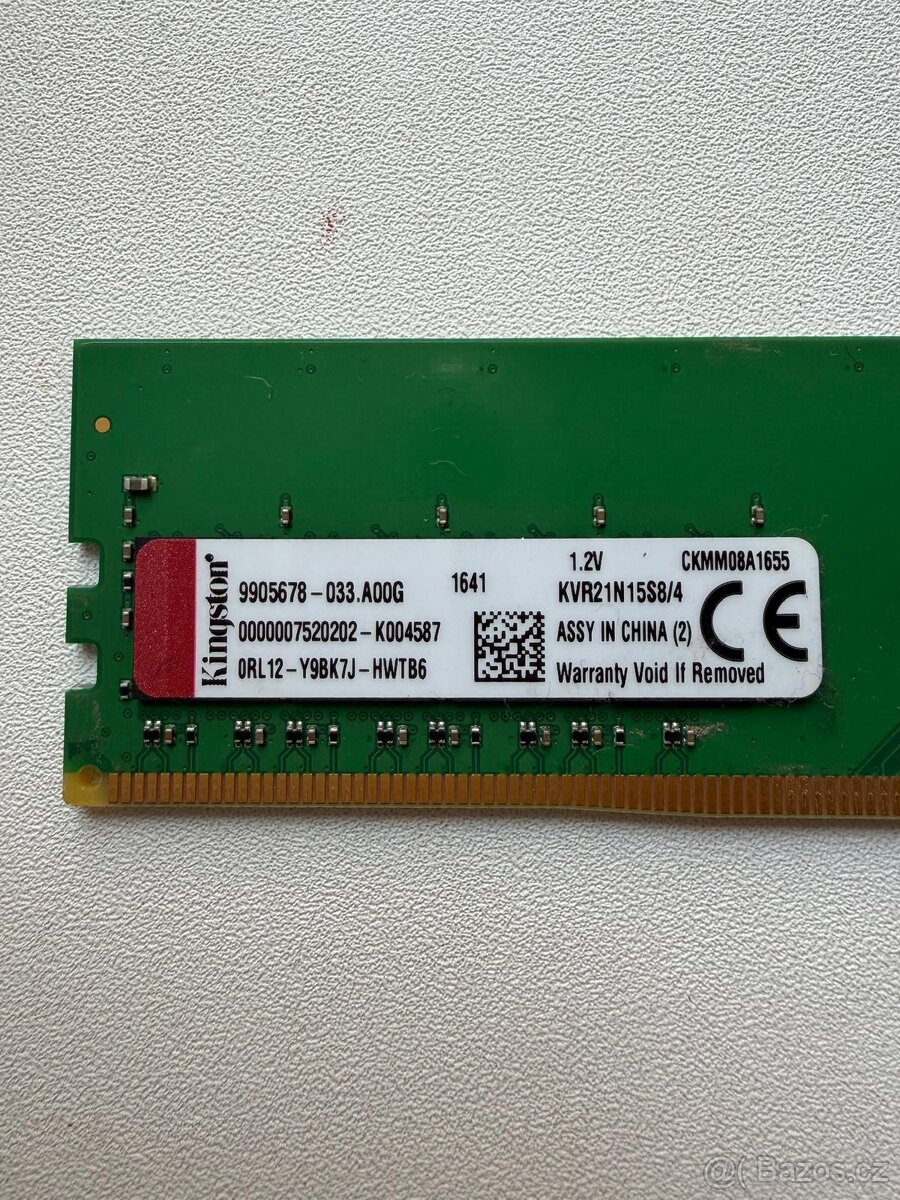 Kingston
9905678-033.A00G
0000007520202-K004587
0RL12-Y9BK7J-HWTB6
1641
1.2V
CKMM08A1655
KVR21N15S8/4
ASSY IN CHINA (2)
Warranty Void If Removed
CE
@( Bazos.cz